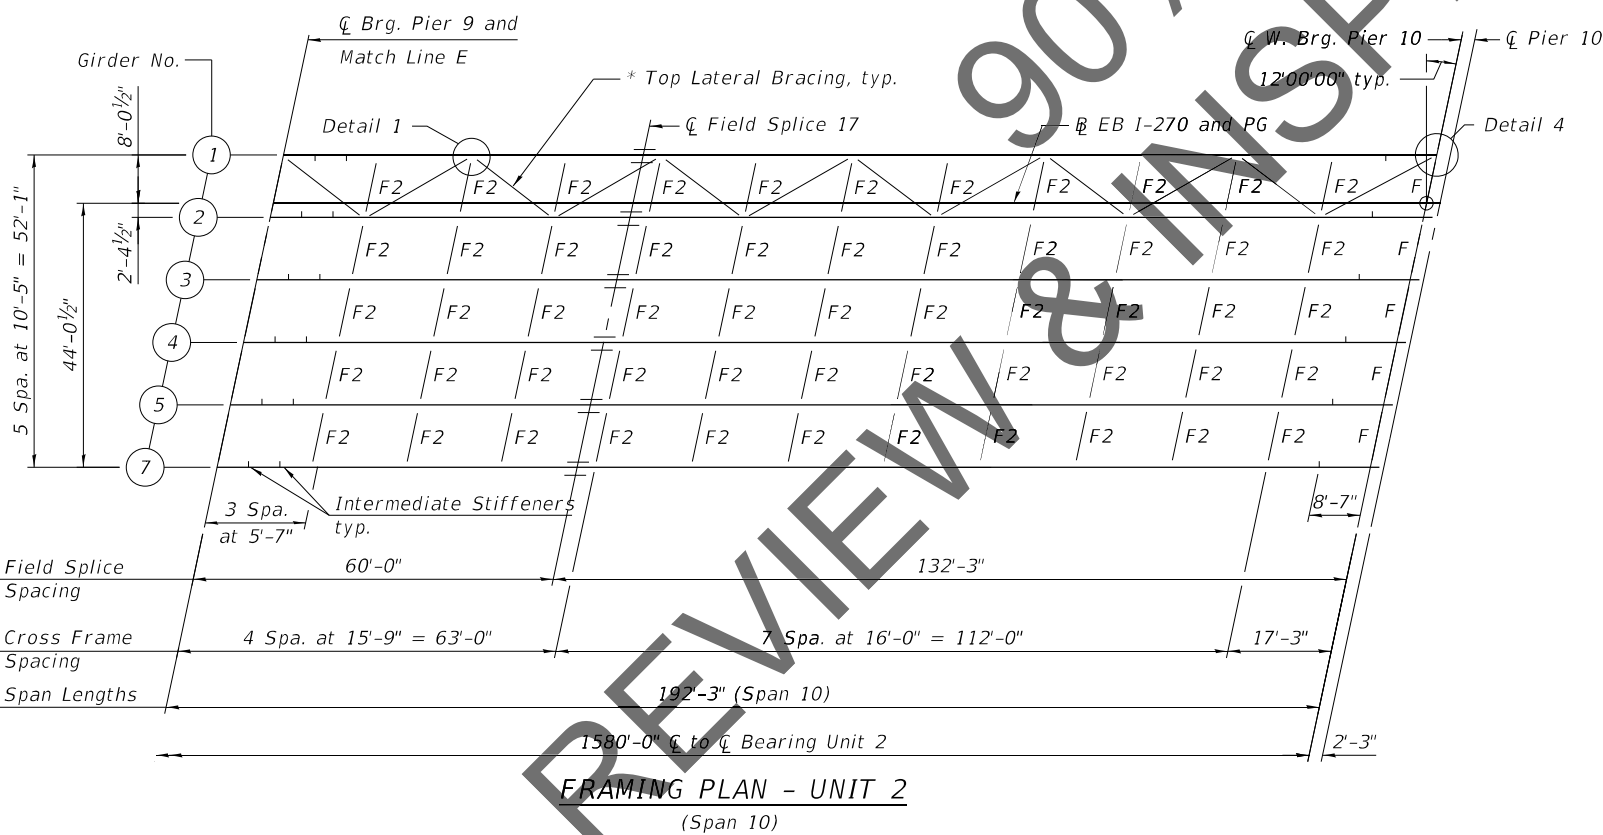 ℄ Brg. Pier 9 and
Match Line E
Girder No.
* Top Lateral Bracing, typ.
Detail 1
℄ Field Splice 17
EB I-270 and PG
℄ W. Brg. Pier 10
℄ Pier 10
12°00'00" typ.
Detail 4
90
REVIEW & INSP
8'-0½"
2'-4½"
5 Spa. at 10'-5" = 52'-1"
44'-0½"
1
F2 F2 F2 F2 F2 F2 F2 F2 F2 F2 F2 F
2
F2 F2 F2 F2 F2 F2 F2 F2 F2 F2 F2 F
3
F2 F2 F2 F2 F2 F2 F2 F2 F2 F2 F2 F
4
F2 F2 F2 F2 F2 F2 F2 F2 F2 F2 F2 F
5
F2 F2 F2 F2 F2 F2 F2 F2 F2 F2 F2 F
7
Intermediate Stiffeners
typ.
3 Spa.
at 5'-7"
8'-7"
Field Splice
Spacing
60'-0"
132'-3"
Cross Frame
Spacing
4 Spa. at 15'-9" = 63'-0"
7 Spa. at 16'-0" = 112'-0"
17'-3"
Span Lengths
192'-3" (Span 10)
1580'-0" ℄ to ℄ Bearing Unit 2
2'-3"
FRAMING PLAN - UNIT 2
(Span 10)